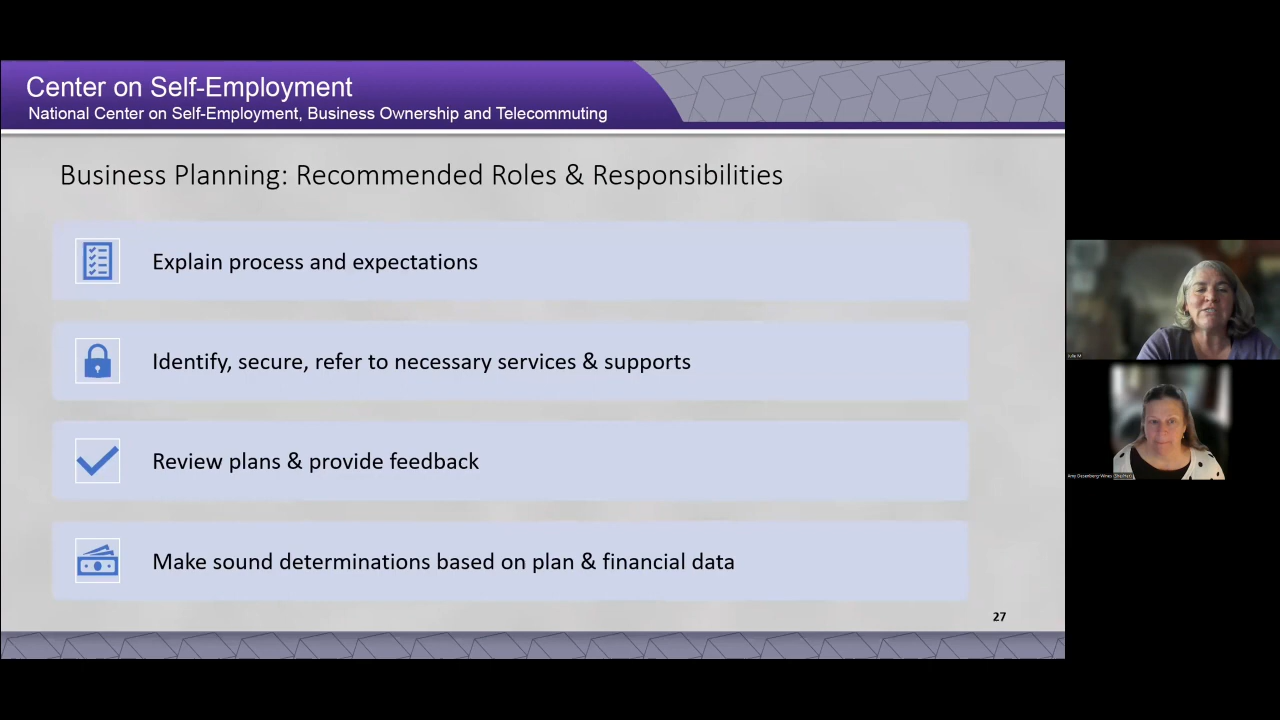 Center on Self-Employment
National Center on Self-Employment, Business Ownership and Telecommuting
Business Planning: Recommended Roles & Responsibilities
Explain process and expectations
Identify, secure, refer to necessary services & supports
Review plans & provide feedback
Make sound determinations based on plan & financial data
27
Julie M